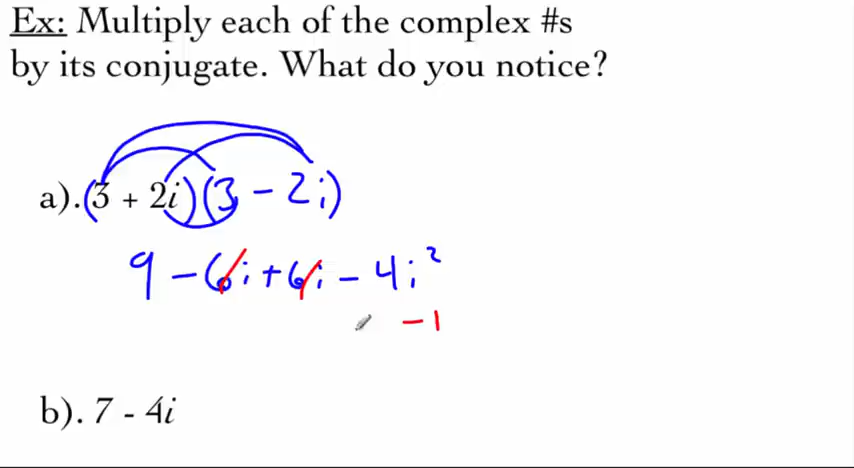 Ex: Multiply each of the complex #s
by its conjugate. What do you notice?
a). (3 + 2i)(3 - 2i)
9 - 6i + 6i - 4i²
-1
b). 7 - 4i